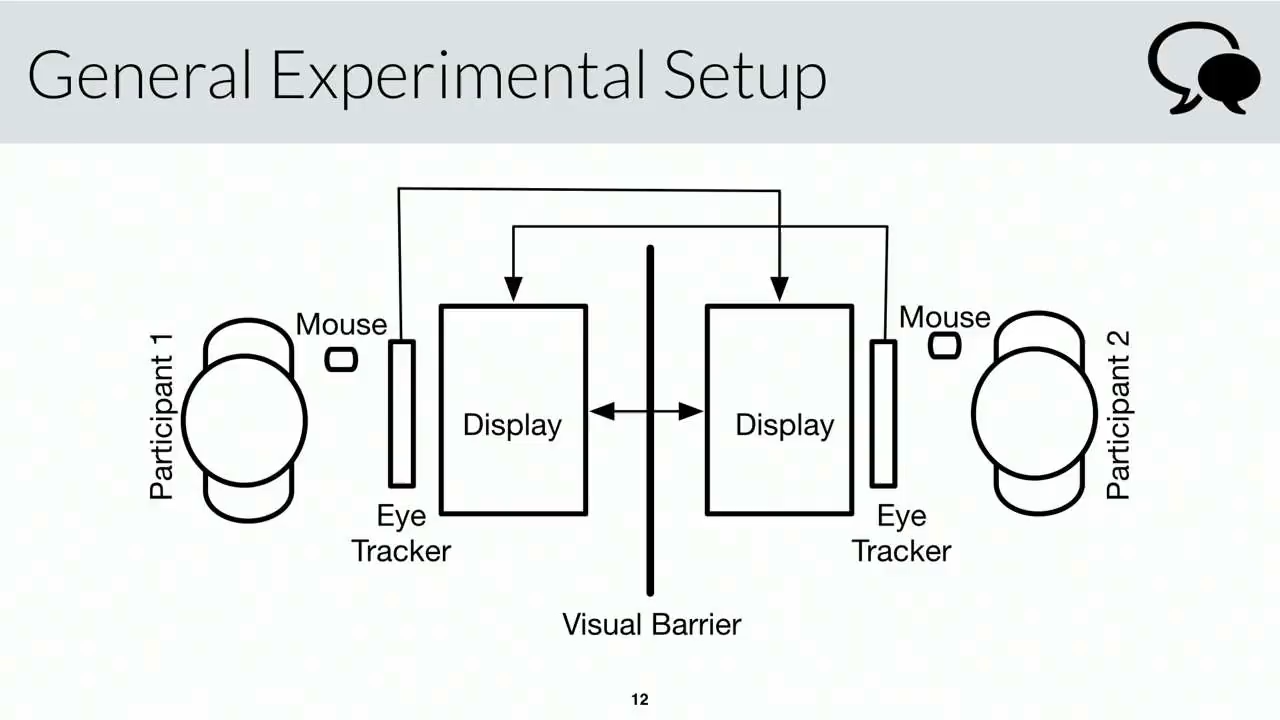 General Experimental Setup
Participant 1
Mouse
Eye
Tracker
Display
Visual Barrier
Display
Eye
Tracker
Mouse
Participant 2
12